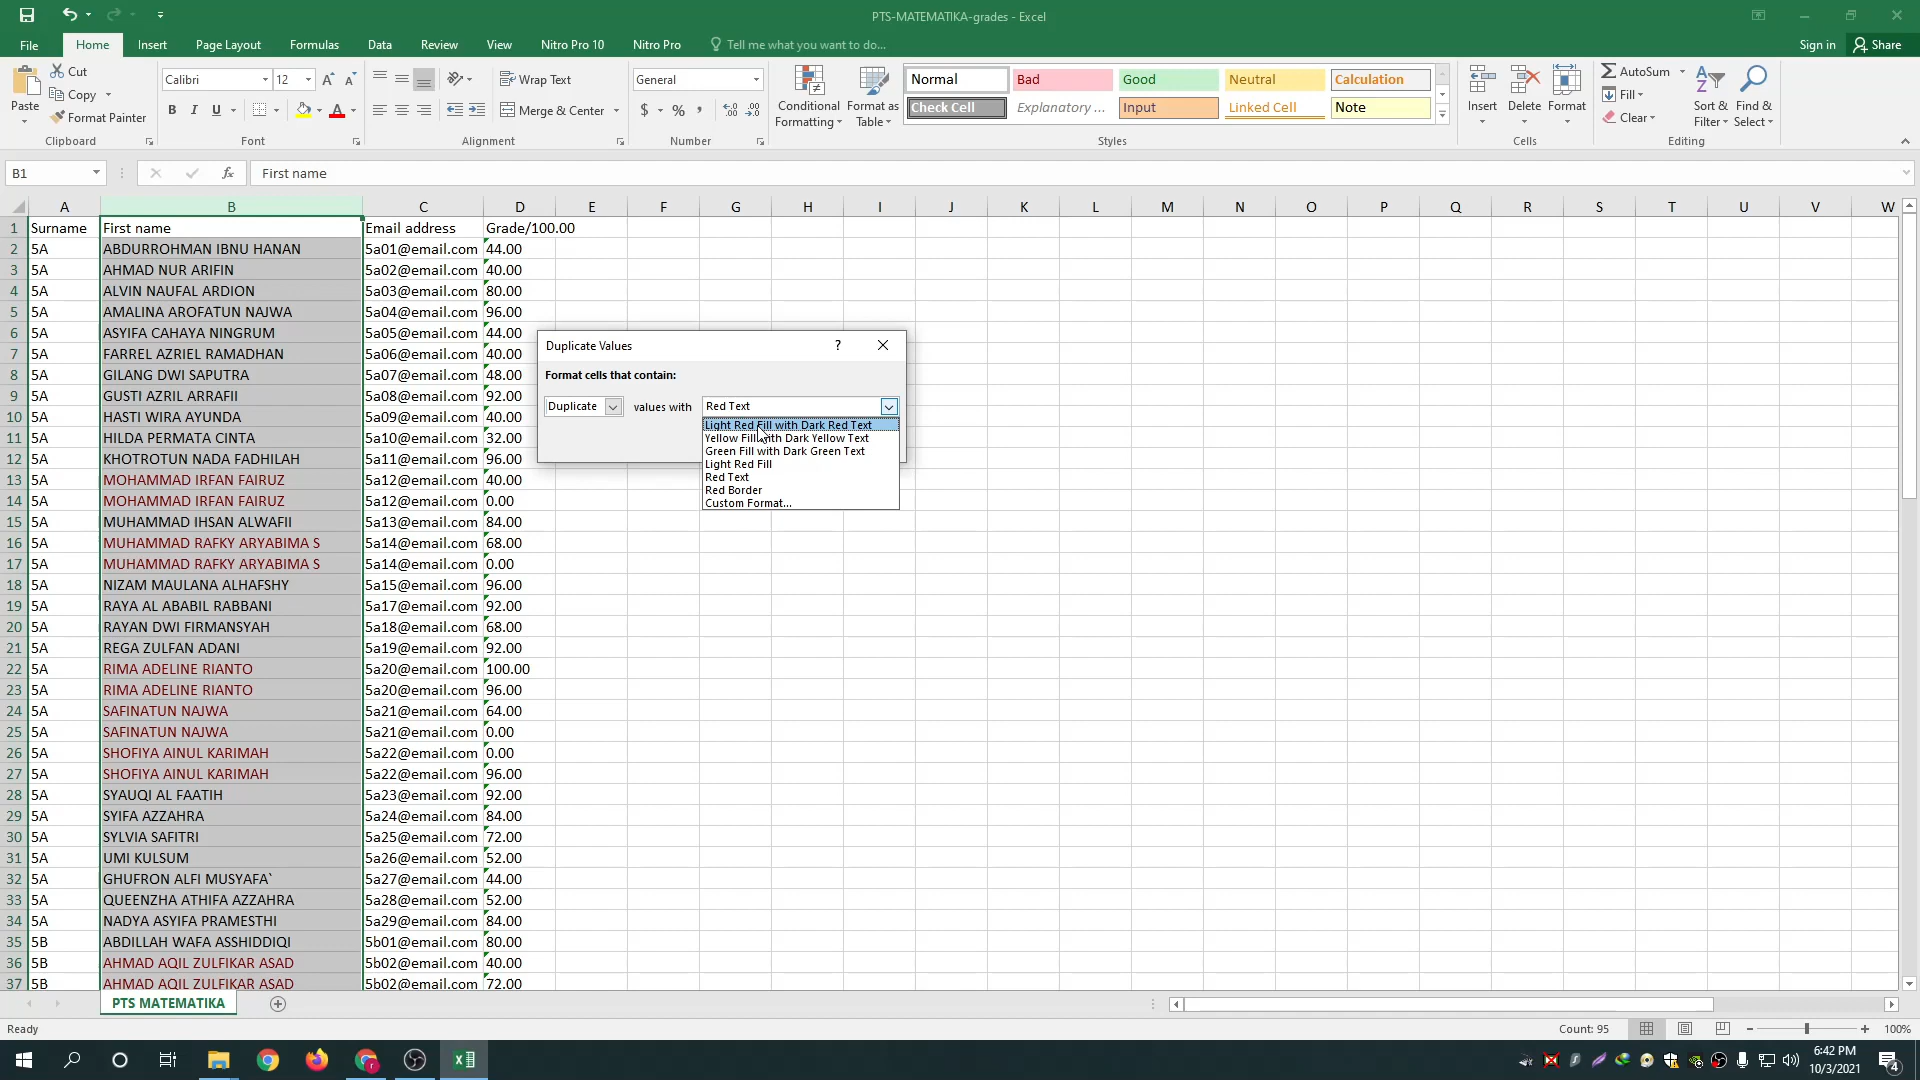 PTS-MATEMATIKA-grades - Excel
File Home Insert Page Layout Formulas Data Review View Nitro Pro 10 Nitro Pro Tell me what you want to do... Sign in Share
Paste Cut Copy Format Painter Clipboard
Calibri 12 B I U A Font
Wrap Text Merge & Center Alignment
General $ % , Number
Conditional Formatting Format as Table
Normal Bad Good Neutral Calculation
Check Cell Explanatory ... Input Linked Cell Note
Styles
Insert Delete Format Cells
AutoSum Fill Clear Sort & Filter Find & Select Editing
B1 fx First name
A B C D E F G H I J K L M N O P Q R S T U V W
1 Surname First name Email address Grade/100.00
2 5A ABDURROHMAN IBNU HANAN 5a01@email.com 44.00
3 5A AHMAD NUR ARIFIN 5a02@email.com 40.00
4 5A ALVIN NAUFAL ARDION 5a03@email.com 80.00
5 5A AMALINA AROFATUN NAJWA 5a04@email.com 96.00
6 5A ASYIFA CAHAYA NINGRUM 5a05@email.com 44.00
7 5A FARREL AZRIEL RAMADHAN 5a06@email.com 40.00
8 5A GILANG DWI SAPUTRA 5a07@email.com 48.00
9 5A GUSTI AZRIL ARRAFII 5a08@email.com 92.00
10 5A HASTI WIRA AYUNDA 5a09@email.com 40.00
11 5A HILDA PERMATA CINTA 5a10@email.com 32.00
12 5A KHOTROTUN NADA FADHILAH 5a11@email.com 96.00
13 5A MOHAMMAD IRFAN FAIRUZ 5a12@email.com 40.00
14 5A MOHAMMAD IRFAN FAIRUZ 5a12@email.com 0.00
15 5A MUHAMMAD IHSAN ALWAFII 5a13@email.com 84.00
16 5A MUHAMMAD RAFKY ARYABIMA S 5a14@email.com 68.00
17 5A MUHAMMAD RAFKY ARYABIMA S 5a14@email.com 0.00
18 5A NIZAM MAULANA ALHAFSHY 5a15@email.com 96.00
19 5A RAYA AL ABABIL RABBANI 5a17@email.com 92.00
20 5A RAYAN DWI FIRMANSYAH 5a18@email.com 68.00
21 5A REGA ZULFAN ADANI 5a19@email.com 92.00
22 5A RIMA ADELINE RIANTO 5a20@email.com 100.00
23 5A RIMA ADELINE RIANTO 5a20@email.com 96.00
24 5A SAFINATUN NAJWA 5a21@email.com 64.00
25 5A SAFINATUN NAJWA 5a21@email.com 0.00
26 5A SHOFIYA AINUL KARIMAH 5a22@email.com 0.00
27 5A SHOFIYA AINUL KARIMAH 5a22@email.com 96.00
28 5A SYAUQI AL FAATIH 5a23@email.com 92.00
29 5A SYIFA AZZAHRA 5a24@email.com 84.00
30 5A SYLVIA SAFITRI 5a25@email.com 72.00
31 5A UMI KULSUM 5a26@email.com 52.00
32 5A GHUFRON ALFI MUSYAFA` 5a27@email.com 44.00
33 5A QUEENZHA ATHIFA AZZAHRA 5a28@email.com 52.00
34 5A NADYA ASYIFA PRAMESTHI 5a29@email.com 84.00
35 5B ABDILLAH WAFA ASSHIDDIQI 5b01@email.com 80.00
36 5B AHMAD AQIL ZULFIKAR ASAD 5b02@email.com 40.00
37 5B AHMAD AQIL ZULFIKAR ASAD 5b02@email.com 72.00
Duplicate Values ?
Format cells that contain:
Duplicate values with Red Text
Light Red Fill with Dark Red Text
Yellow Fill with Dark Yellow Text
Green Fill with Dark Green Text
Light Red Fill
Red Text
Red Border
Custom Format...
PTS MATEMATIKA
Ready Count: 95 100%
6:42 PM
10/3/2021
4